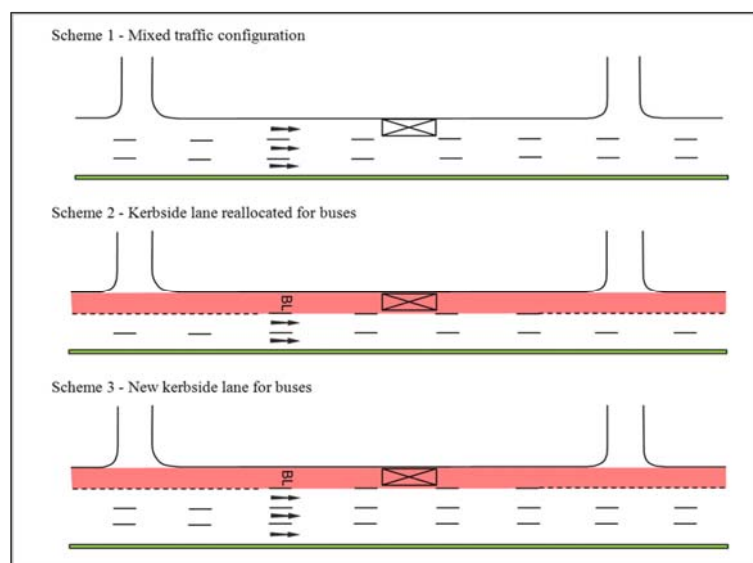 Scheme 1 - Mixed traffic configuration
Scheme 2 - Kerbside lane reallocated for buses
BL
Scheme 3 - New kerbside lane for buses
BL